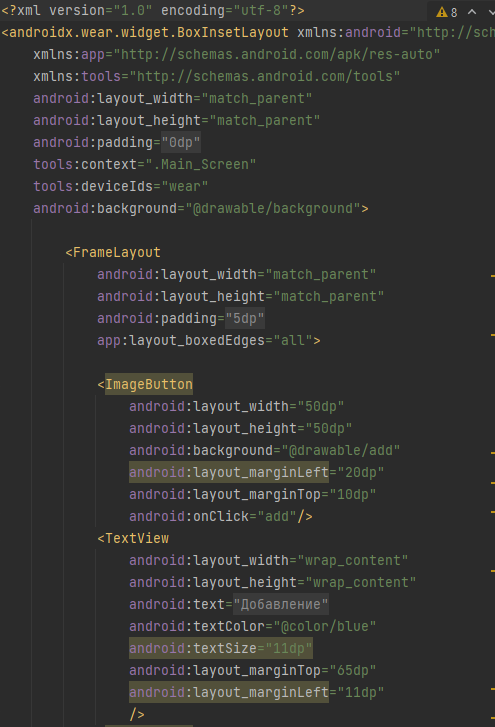 <?xml version="1.0" encoding="utf-8"?>
8
<androidx.wear.widget.BoxInsetLayout xmlns:android="http://sch
xmlns:app="http://schemas.android.com/apk/res-auto"
xmlns:tools="http://schemas.android.com/tools"
android:layout_width="match_parent"
android:layout_height="match_parent"
android:padding="0dp"
tools:context=".Main_Screen"
tools:deviceIds="wear"
android:background="@drawable/background">
<FrameLayout
android:layout_width="match_parent"
android:layout_height="match_parent"
android:padding="5dp"
app:layout_boxedEdges="all">
<ImageButton
android:layout_width="50dp"
android:layout_height="50dp"
android:background="@drawable/add"
android:layout_marginLeft="20dp"
android:layout_marginTop="10dp"
android:onClick="add"/>
<TextView
android:layout_width="wrap_content"
android:layout_height="wrap_content"
android:text="Добавление"
android:textColor="@color/blue"
android:textSize="11dp"
android:layout_marginTop="65dp"
android:layout_marginLeft="11dp"
/>